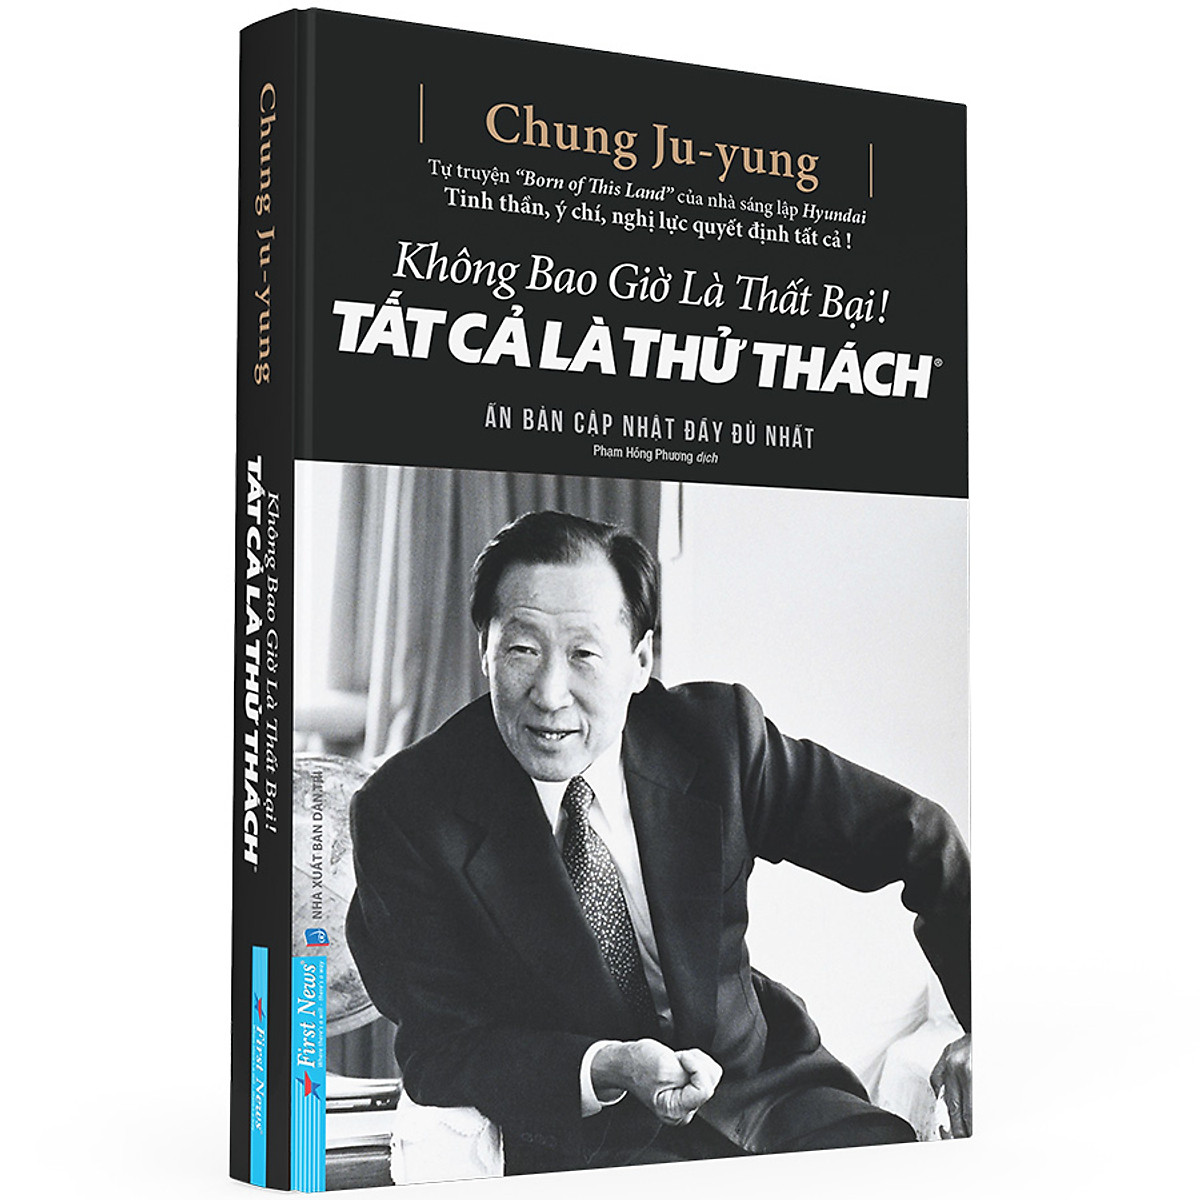 Chung Ju-yung
Tự truyện “Born of This Land” của nhà sáng lập Hyundai
Tinh thần, ý chí, nghị lực quyết định tất cả !
Không Bao Giờ Là Thất Bại!
TẤT CẢ LÀ THỬ THÁCH®
ẤN BẢN CẬP NHẬT ĐẦY ĐỦ NHẤT
Phạm Hồng Phương dịch
NHÀ XUẤT BẢN DÂN TRÍ
First News®
Chung Ju-yung
Không Bao Giờ Là Thất Bại!
TẤT CẢ LÀ THỬ THÁCH
First News